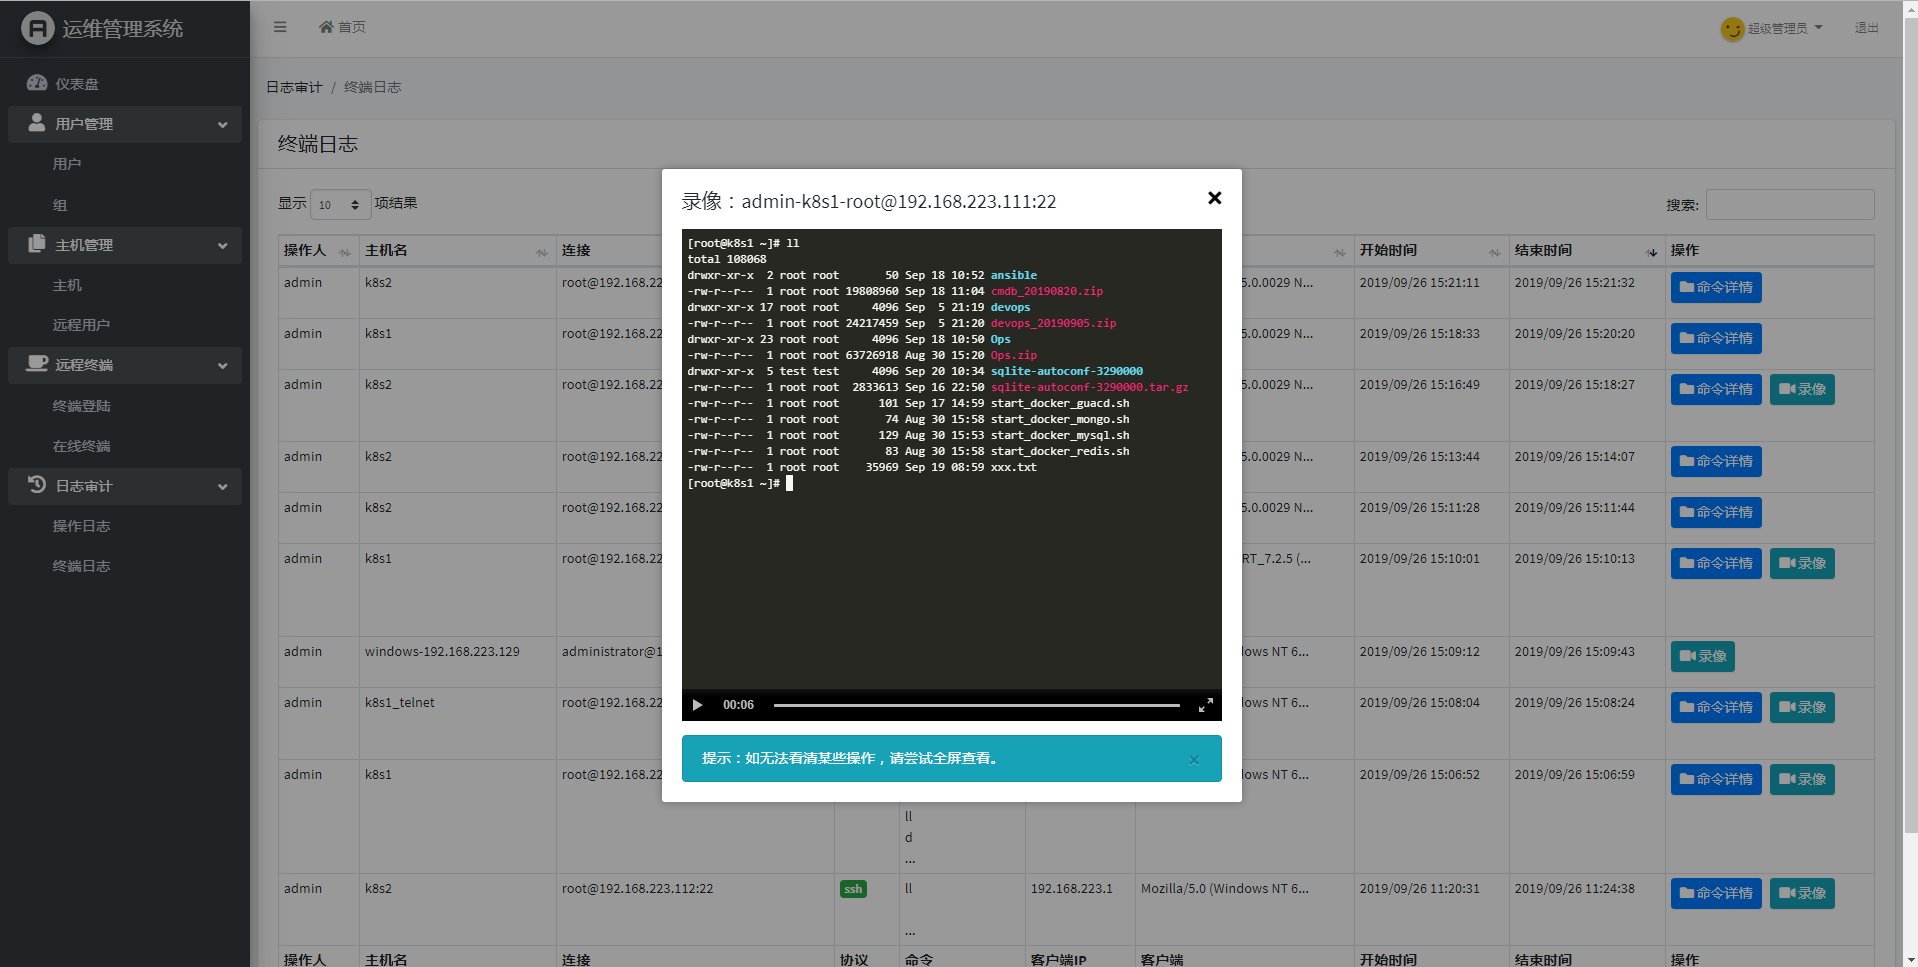 运维管理系统
首页
超级管理员
退出
仪表盘
用户管理
用户
组
主机管理
主机
远程用户
远程终端
终端登陆
在线终端
日志审计
操作日志
终端日志
日志审计 / 终端日志
终端日志
显示 10 项结果
搜索:
操作人 主机名 连接 开始时间 结束时间 操作
admin k8s2 root@192.168.22 5.0.0029 N... 2019/09/26 15:21:11 2019/09/26 15:21:32 命令详情
admin k8s1 root@192.168.22 5.0.0029 N... 2019/09/26 15:18:33 2019/09/26 15:20:20 命令详情
admin k8s2 root@192.168.22 5.0.0029 N... 2019/09/26 15:16:49 2019/09/26 15:18:27 命令详情 录像
admin k8s2 root@192.168.22 5.0.0029 N... 2019/09/26 15:13:44 2019/09/26 15:14:07 命令详情
admin k8s2 root@192.168.22 5.0.0029 N... 2019/09/26 15:11:28 2019/09/26 15:11:44 命令详情
admin k8s1 root@192.168.22 RT_7.2.5 (... 2019/09/26 15:10:01 2019/09/26 15:10:13 命令详情 录像
admin windows-192.168.223.129 administrator@1 lows NT 6... 2019/09/26 15:09:12 2019/09/26 15:09:43 录像
admin k8s1_telnet root@192.168.22 lows NT 6... 2019/09/26 15:08:04 2019/09/26 15:08:24 命令详情 录像
admin k8s1 root@192.168.22 lows NT 6... 2019/09/26 15:06:52 2019/09/26 15:06:59 命令详情 录像
ll
d
...
admin k8s2 root@192.168.223.112:22 ssh ll 192.168.223.1 Mozilla/5.0 (Windows NT 6... 2019/09/26 11:20:31 2019/09/26 11:24:38 命令详情 录像
...
操作人 主机名 连接 协议 命令 客户端IP 客户端 开始时间 结束时间 操作
录像：admin-k8s1-root@192.168.223.111:22
[root@k8s1 ~]# ll
total 108068
drwxr-xr-x  2 root root       50 Sep 18 10:52 ansible
-rw-r--r--  1 root root 19808960 Sep 18 11:04 cmdb_20190820.zip
drwxr-xr-x 17 root root     4096 Sep  5 21:19 devops
-rw-r--r--  1 root root 24217459 Sep  5 21:20 devops_20190905.zip
drwxr-xr-x 23 root root     4096 Sep 18 10:50 Ops
-rw-r--r--  1 root root 63726918 Aug 30 15:20 Ops.zip
drwxr-xr-x  5 test test     4096 Sep 20 10:34 sqlite-autoconf-3290000
-rw-r--r--  1 root root  2833613 Sep 16 22:50 sqlite-autoconf-3290000.tar.gz
-rw-r--r--  1 root root      101 Sep 17 14:59 start_docker_guacd.sh
-rw-r--r--  1 root root       74 Aug 30 15:58 start_docker_mongo.sh
-rw-r--r--  1 root root      129 Aug 30 15:53 start_docker_mysql.sh
-rw-r--r--  1 root root       83 Aug 30 15:58 start_docker_redis.sh
-rw-r--r--  1 root root    35969 Sep 19 08:59 xxx.txt
[root@k8s1 ~]#
00:06
提示：如无法看清某些操作，请尝试全屏查看。